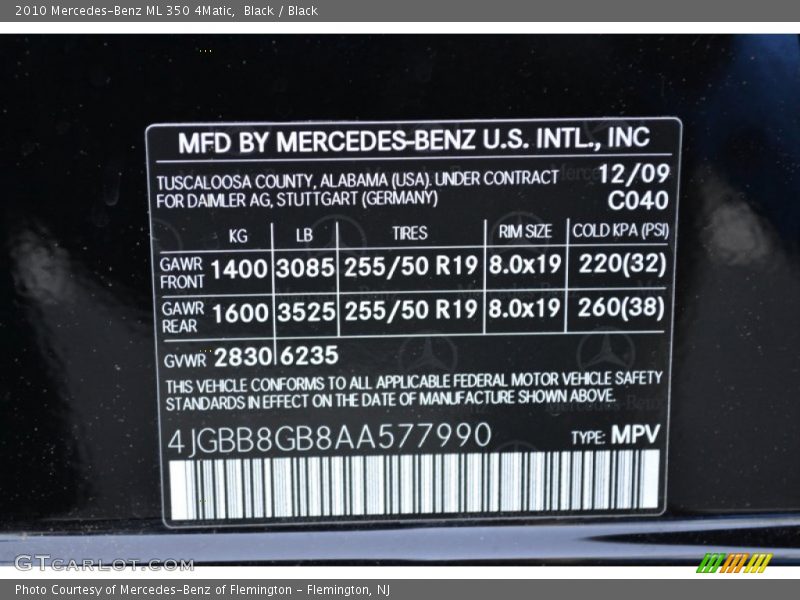 2010 Mercedes-Benz ML 350 4Matic, Black / Black
MFD BY MERCEDES-BENZ U.S. INTL., INC
TUSCALOOSA COUNTY, ALABAMA (USA). UNDER CONTRACT 12/09
FOR DAIMLER AG, STUTTGART (GERMANY) C040
KG LB TIRES RIM SIZE COLD KPA (PSI)
GAWR FRONT 1400 3085 255/50 R19 8.0x19 220(32)
GAWR REAR 1600 3525 255/50 R19 8.0x19 260(38)
GVWR 2830 6235
THIS VEHICLE CONFORMS TO ALL APPLICABLE FEDERAL MOTOR VEHICLE SAFETY
STANDARDS IN EFFECT ON THE DATE OF MANUFACTURE SHOWN ABOVE.
4JGBB8GB8AA577990 TYPE: MPV
GTCARLOT.COM
Photo Courtesy of Mercedes-Benz of Flemington - Flemington, NJ